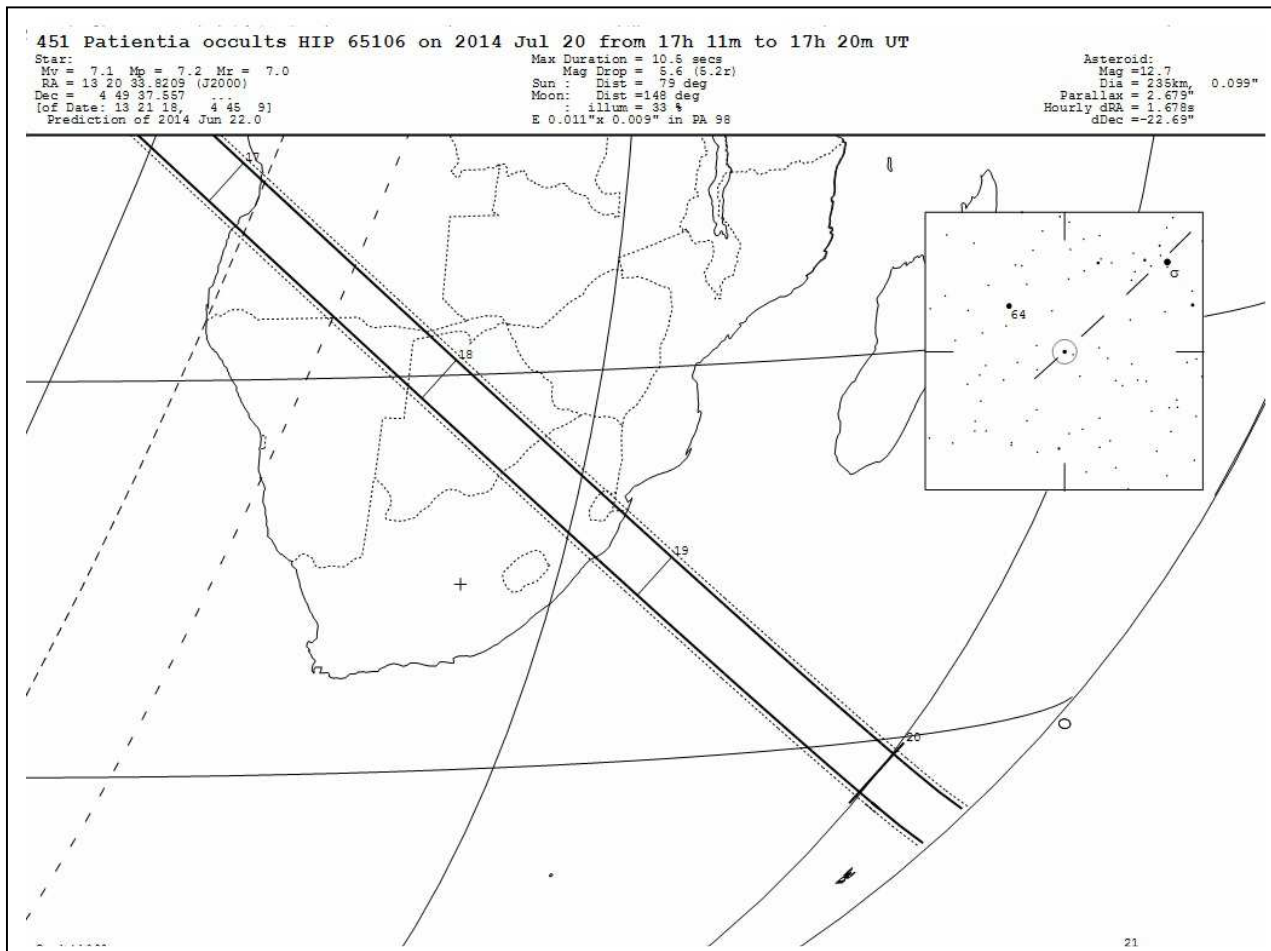 451 Patientia occults HIP 65106 on 2014 Jul 20 from 17h 11m to 17h 20m UT
Star:
Mv = 7.1 Mp = 7.2 Mr = 7.0
RA = 13 20 33.8209 (J2000)
Dec = 4 49 37.557 ...
[of Date: 13 21 18, 4 45 9]
Prediction of 2014 Jun 22.0
Max Duration = 10.5 secs
Mag Drop = 5.6 (5.2r)
Sun : Dist = 79 deg
Moon: Dist =148 deg
: illum = 33 %
E 0.011"x 0.009" in PA 98
Asteroid:
Mag =12.7
Dia = 235km, 0.099"
Parallax = 2.679"
Hourly dRA = 1.678s
dDec =-22.69"
17
σ
64
18
19
20
21